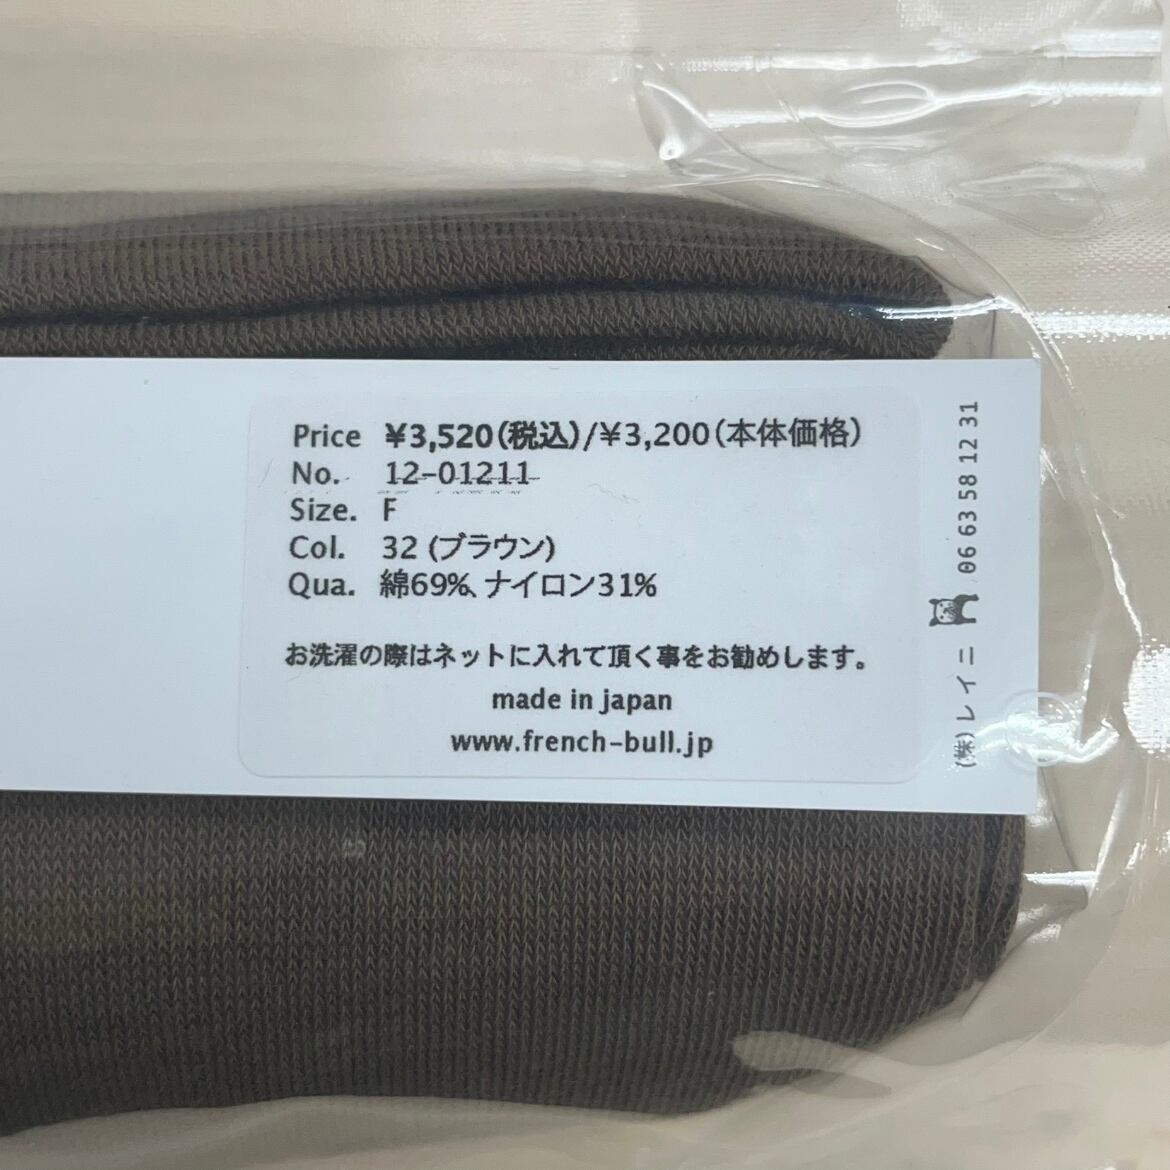 Price ¥3,520(税込)/¥3,200(本体価格)
No. 12-01211
Size. F
Col. 32 (ブラウン)
Qua. 綿69%、ナイロン31%
お洗濯の際はネットに入れて頂く事をお勧めします。
made in japan
www.french-bull.jp
(株)レイニ 06 63 58 12 31